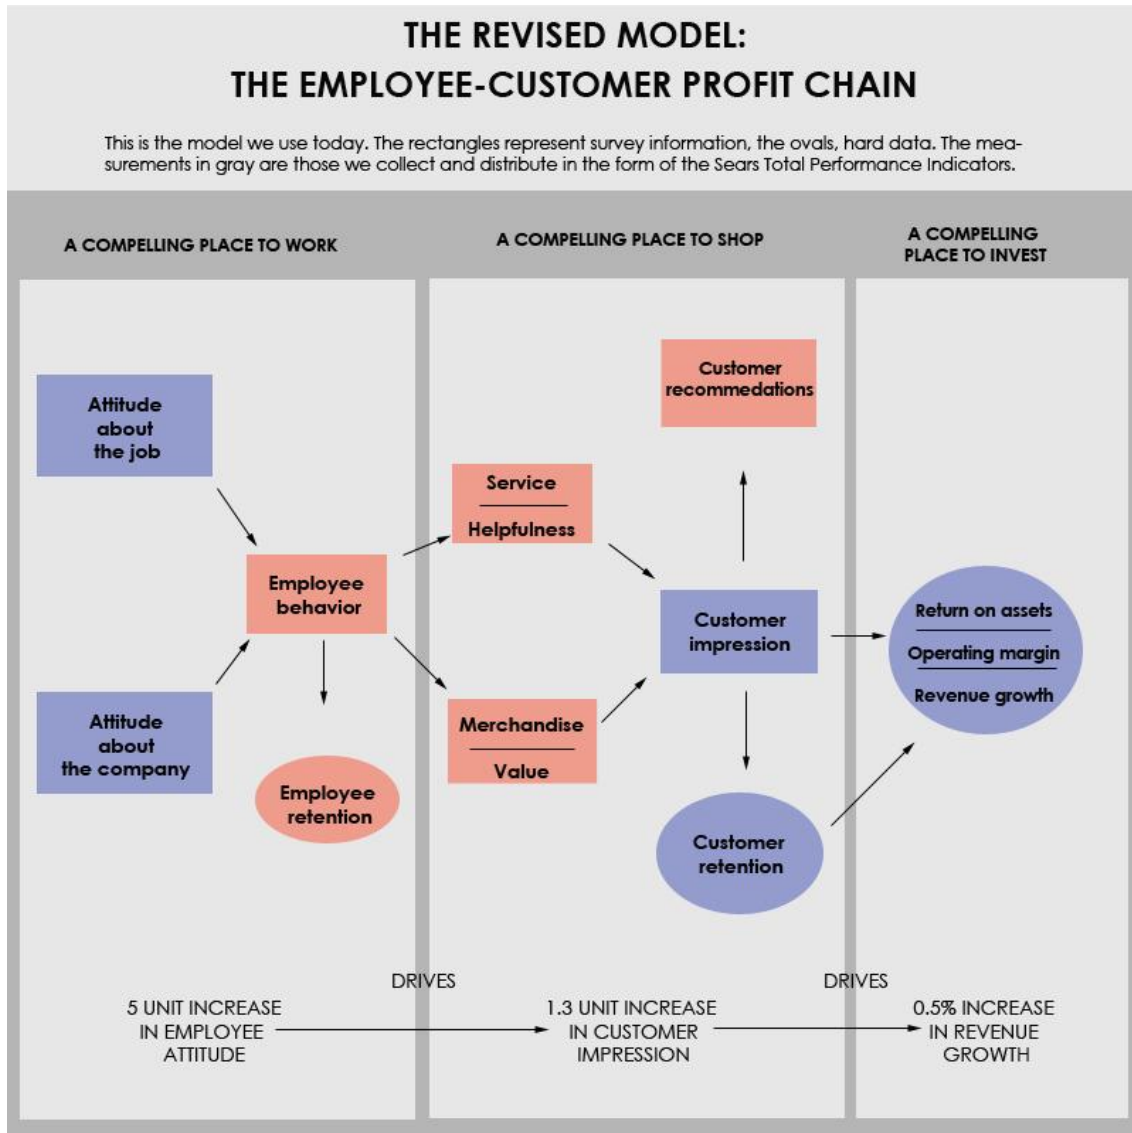 THE REVISED MODEL:
THE EMPLOYEE-CUSTOMER PROFIT CHAIN
This is the model we use today. The rectangles represent survey information, the ovals, hard data. The mea-
surements in gray are those we collect and distribute in the form of the Sears Total Performance Indicators.
A COMPELLING PLACE TO WORK
A COMPELLING PLACE TO SHOP
A COMPELLING
PLACE TO INVEST
Attitude
about
the job
Attitude
about
the company
Employee
behavior
Employee
retention
Service
Helpfulness
Merchandise
Value
Customer
recommedations
Customer
impression
Customer
retention
Return on assets
Operating margin
Revenue growth
5 UNIT INCREASE
IN EMPLOYEE
ATTITUDE
DRIVES
1.3 UNIT INCREASE
IN CUSTOMER
IMPRESSION
DRIVES
0.5% INCREASE
IN REVENUE
GROWTH